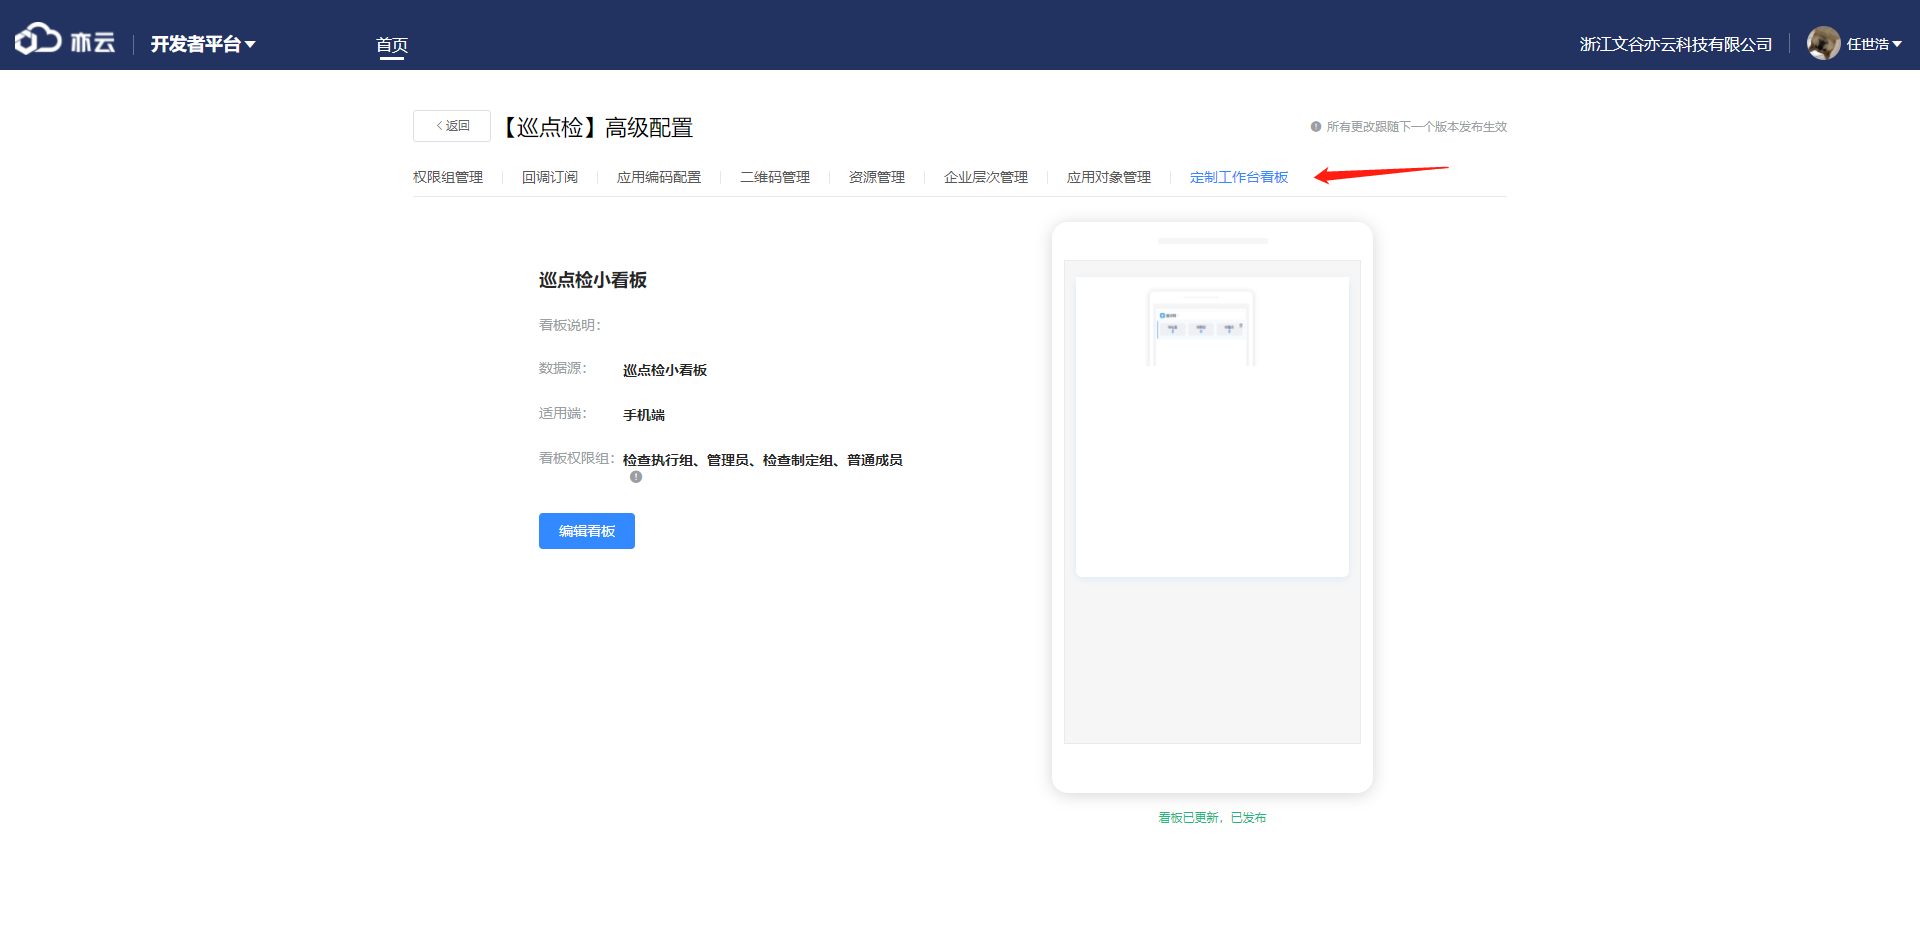 亦云
开发者平台
首页
浙江文谷亦云科技有限公司
任世浩
返回
【巡点检】高级配置
所有更改跟随下一个版本发布生效
权限组管理
回调订阅
应用编码配置
二维码管理
资源管理
企业层次管理
应用对象管理
定制工作台看板
巡点检小看板
看板说明：
数据源：
巡点检小看板
适用端：
手机端
看板权限组：
检查执行组、管理员、检查制定组、普通成员
编辑看板
看板已更新，已发布